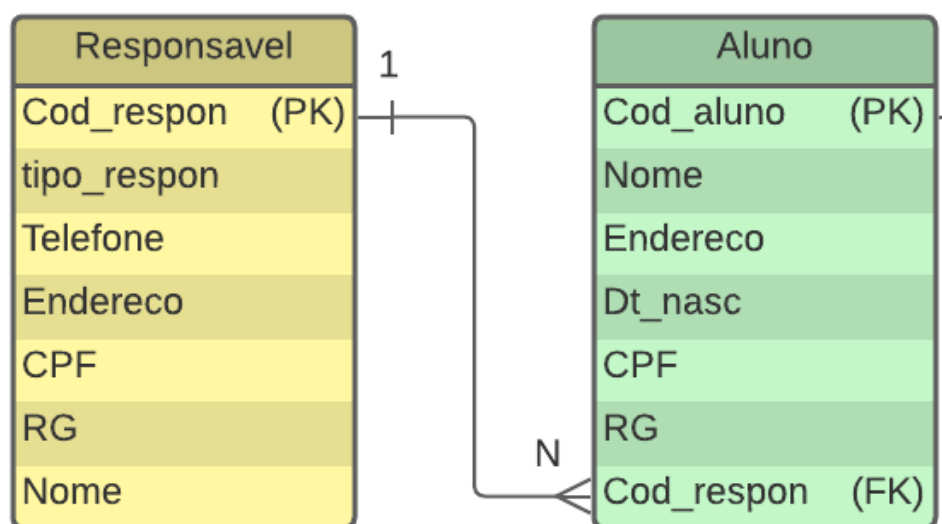 Responsavel
Cod_respon (PK)
tipo_respon
Telefone
Endereco
CPF
RG
Nome
1
N
Aluno
Cod_aluno (PK)
Nome
Endereco
Dt_nasc
CPF
RG
Cod_respon (FK)